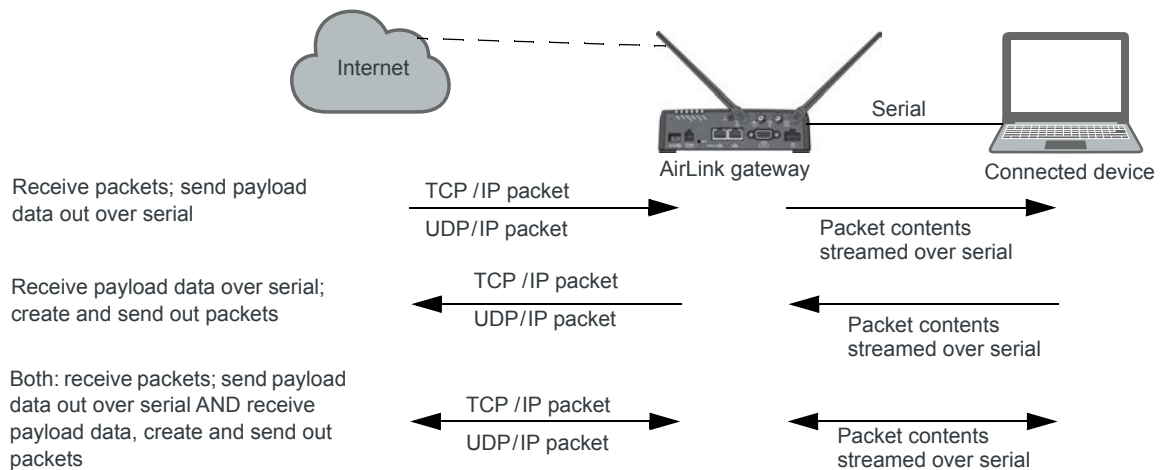 Internet
Serial
AirLink gateway
Connected device
Receive packets; send payload
data out over serial
TCP /IP packet
UDP/IP packet
Packet contents
streamed over serial
Receive payload data over serial;
create and send out packets
TCP /IP packet
UDP/IP packet
Packet contents
streamed over serial
Both: receive packets; send payload
data out over serial AND receive
payload data, create and send out
packets
TCP /IP packet
UDP/IP packet
Packet contents
streamed over serial